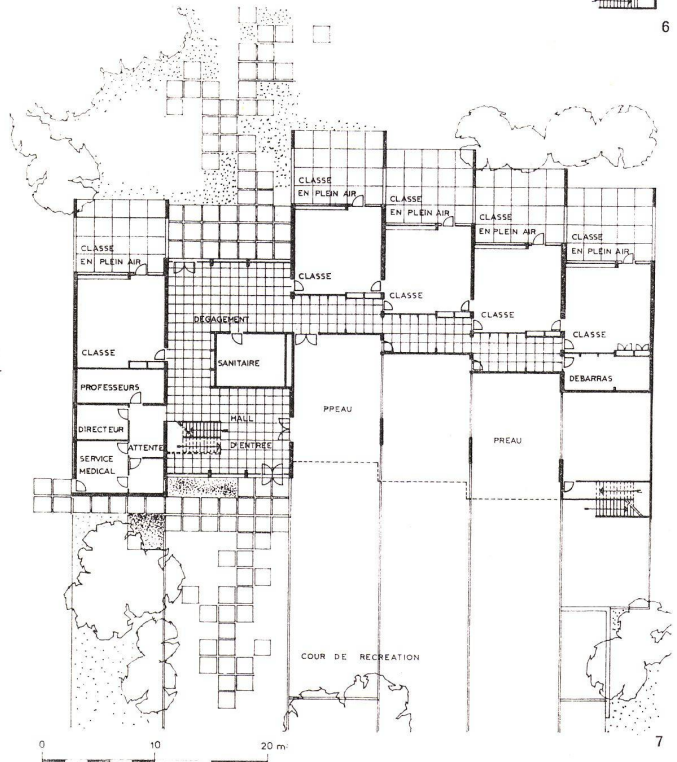 6
CLASSE
EN PLEIN AIR
CLASSE
EN PLEIN AIR
CLASSE
EN PLEIN AIR
CLASSE
EN PLEIN AIR
CLASSE
EN PLEIN AIR
CLASSE
CLASSE
CLASSE
CLASSE
DEGAGEMENT
CLASSE
SANITAIRE
DEBARRAS
PROFESSEURS
PPEAU
HALL
D'ENTREE
DIRECTEUR
ATTENTE
PREAU
SERVICE
MEDICAL
COUR DE RECREATION
7
0 10 20 m